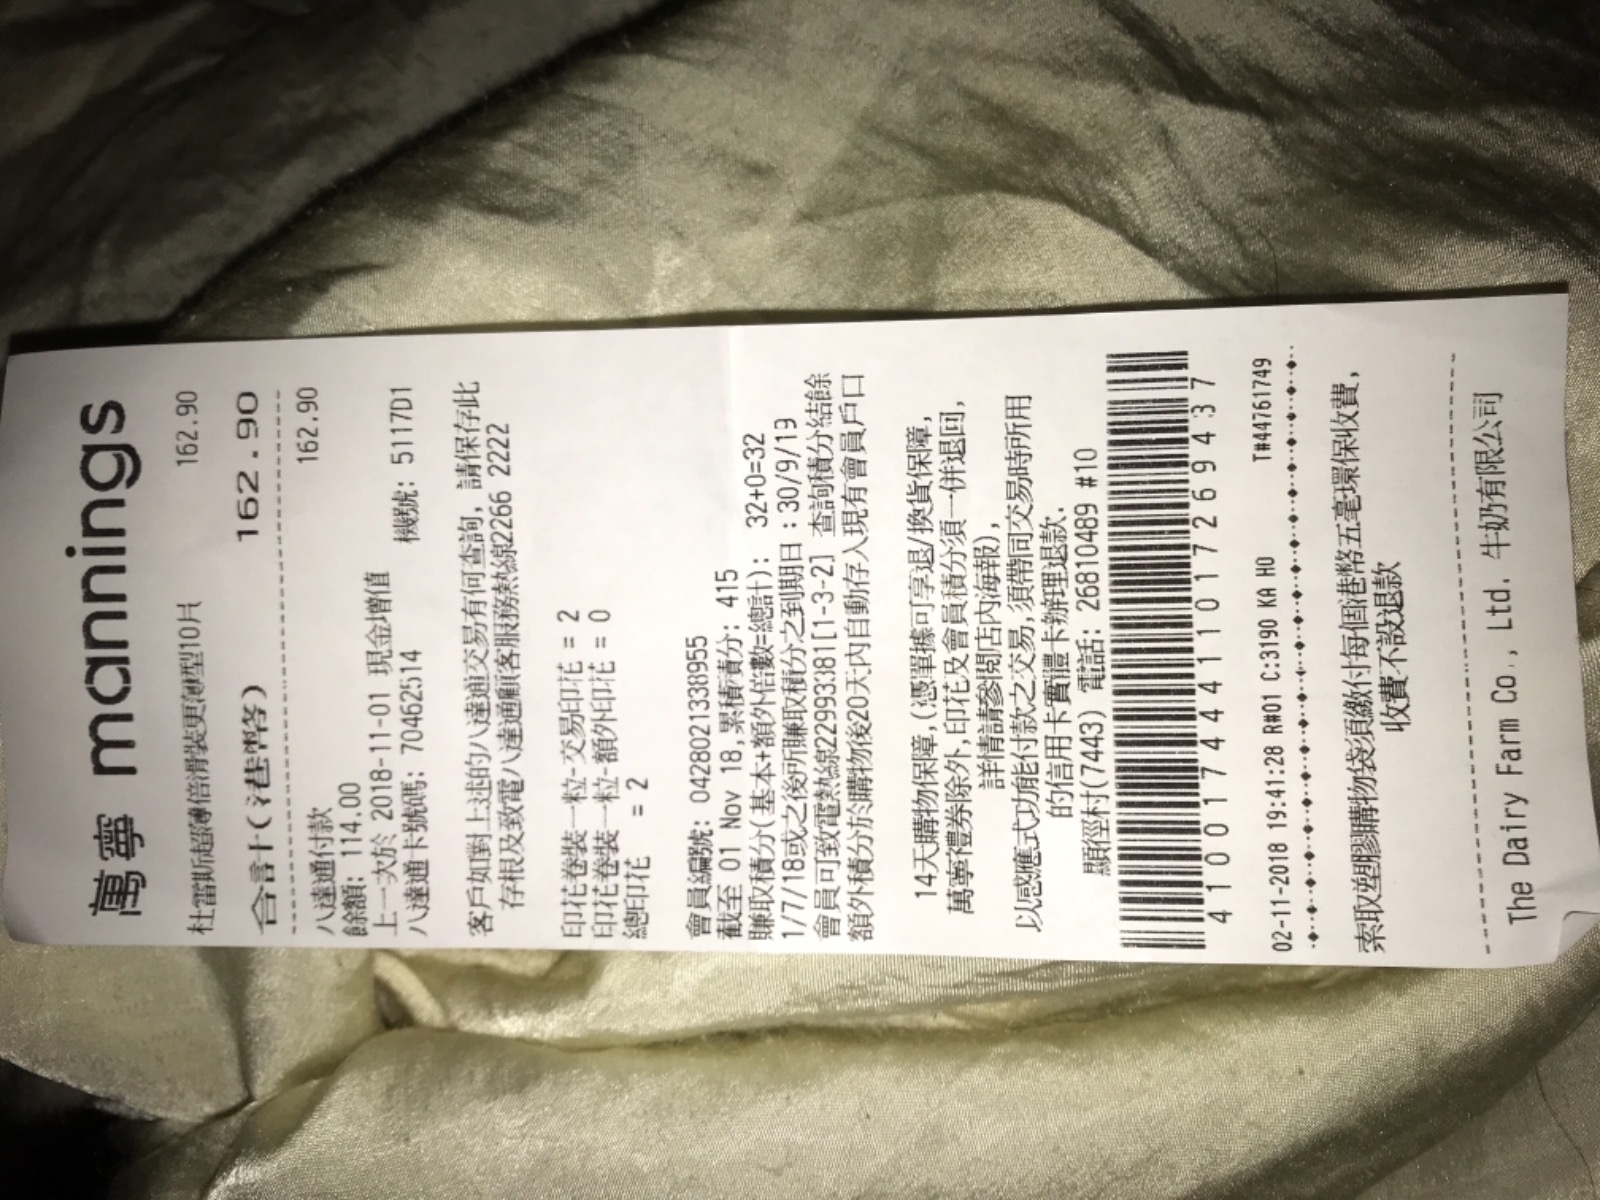 萬寧 mannings
杜雷斯超薄倍滑裝更薄型10片 162.90
合計(港幣) 162.90
八達通付款 162.90
餘額: 114.00
上一次於 2018-11-01 現金增值
八達通卡號碼: 70462514 機號: 5117D1
客戶如對上述的八達通交易有何查詢, 請保存此
存根及致電八達通顧客服務熱線2266 2222
印花卷裝一粒-交易印花 = 2
印花卷裝一粒-額外印花 = 0
總印花 = 2
會員編號: 0428021338955
截至 01 Nov 18,累積積分: 415
賺取積分(基本+額外倍數=總計): 32+0=32
1/7/18或之後所賺取積分之到期日:30/9/19
會員可致電熱線22993381[1-3-2] 查詢積分結餘
額外積分於購物後20天內自動存入現有會員戶口
14天購物保障,(憑單據可享退/換貨保障,
萬寧禮券除外,印花及會員積分須一併退回,
詳情請參閱店內海報),
以感應式功能付款之交易,須帶同交易時所用
的信用卡實體卡辦理退款.
顯徑村(7443) 電話: 26810489 #10
41001744411017269437
02-11-2018 19:41:28 R#01 C:3190 KA HO T#44761749
索取塑膠購物袋須繳付每個港幣五毫環保收費,
收費不設退款
The Dairy Farm Co., Ltd. 牛奶有限公司